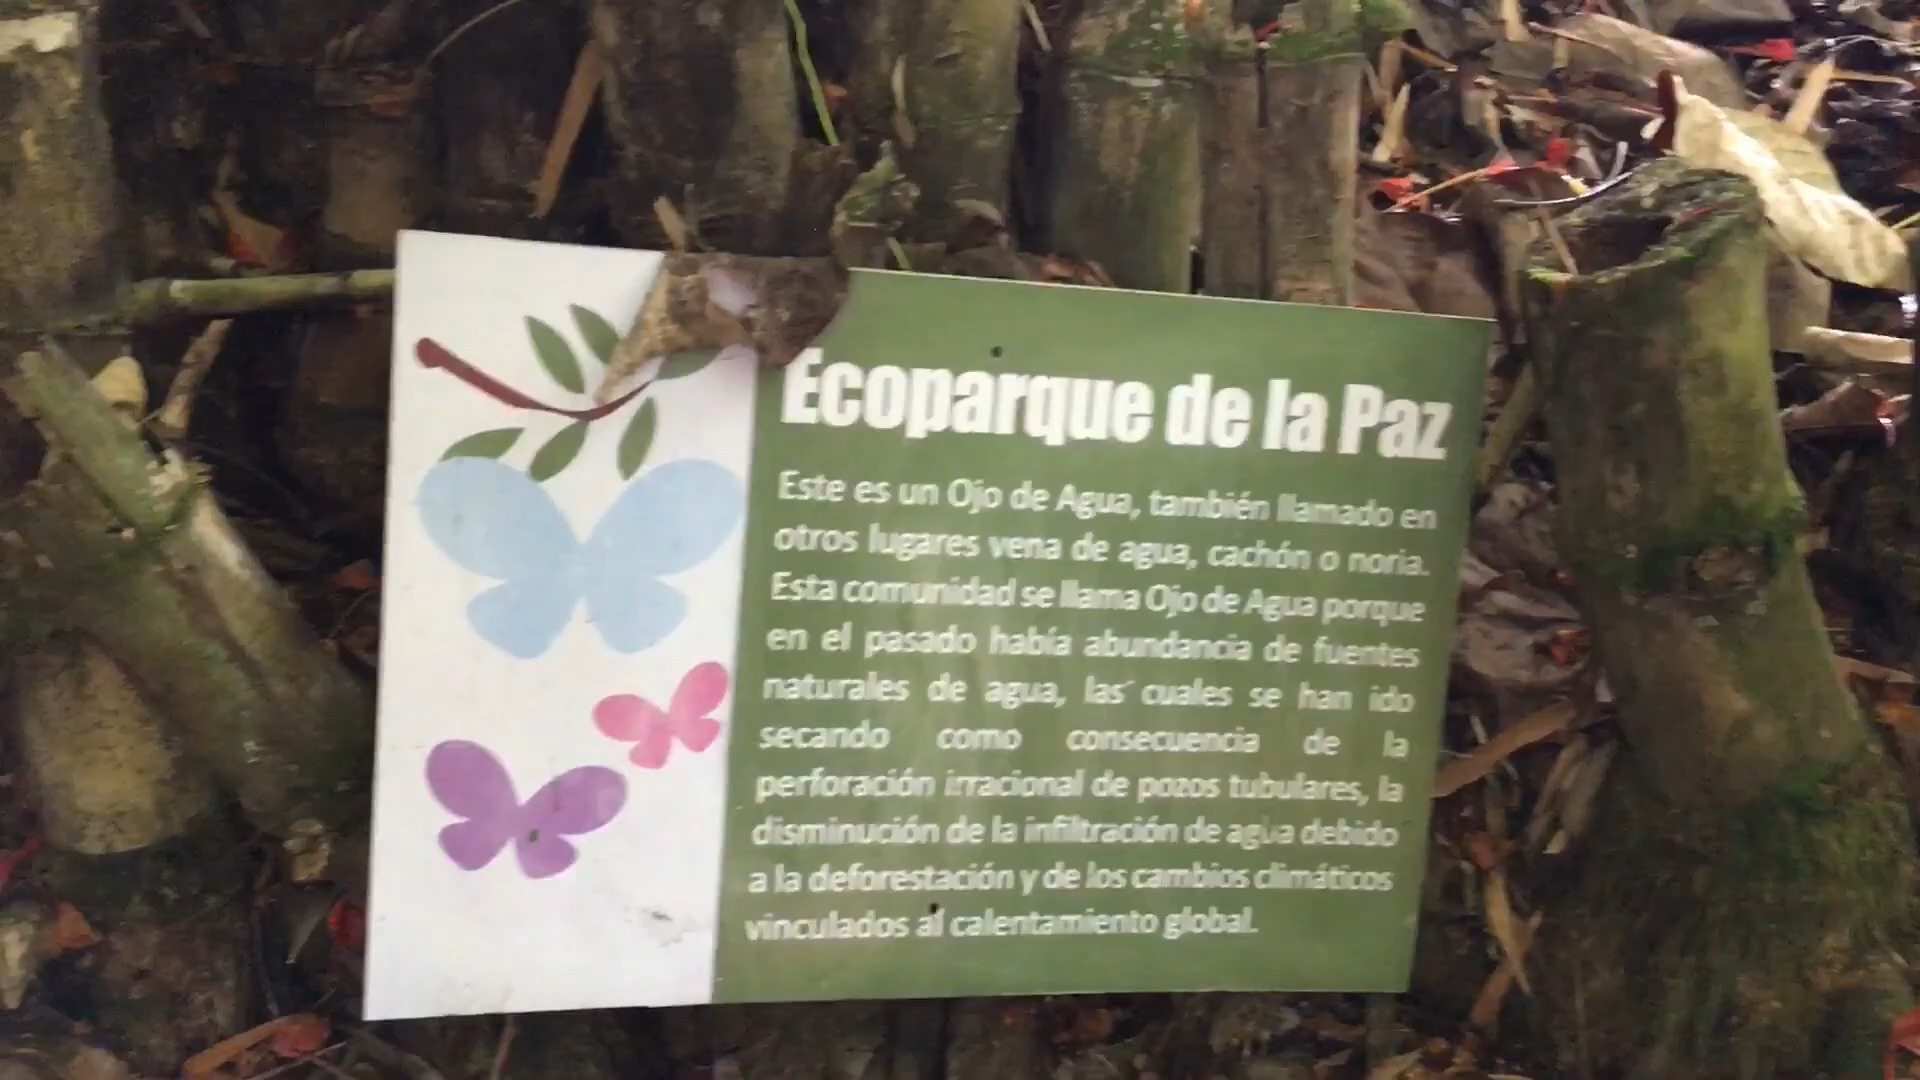 Ecoparque de la Paz
Este es un Ojo de Agua, también llamado en
otros lugares vena de agua, cachón o noria.
Esta comunidad se llama Ojo de Agua porque
en el pasado había abundancia de fuentes
naturales de agua, las cuales se han ido
secando como consecuencia de la
perforación irracional de pozos tubulares, la
disminución de la infiltración de agua debido
a la deforestación y de los cambios climáticos
vinculados al calentamiento global.